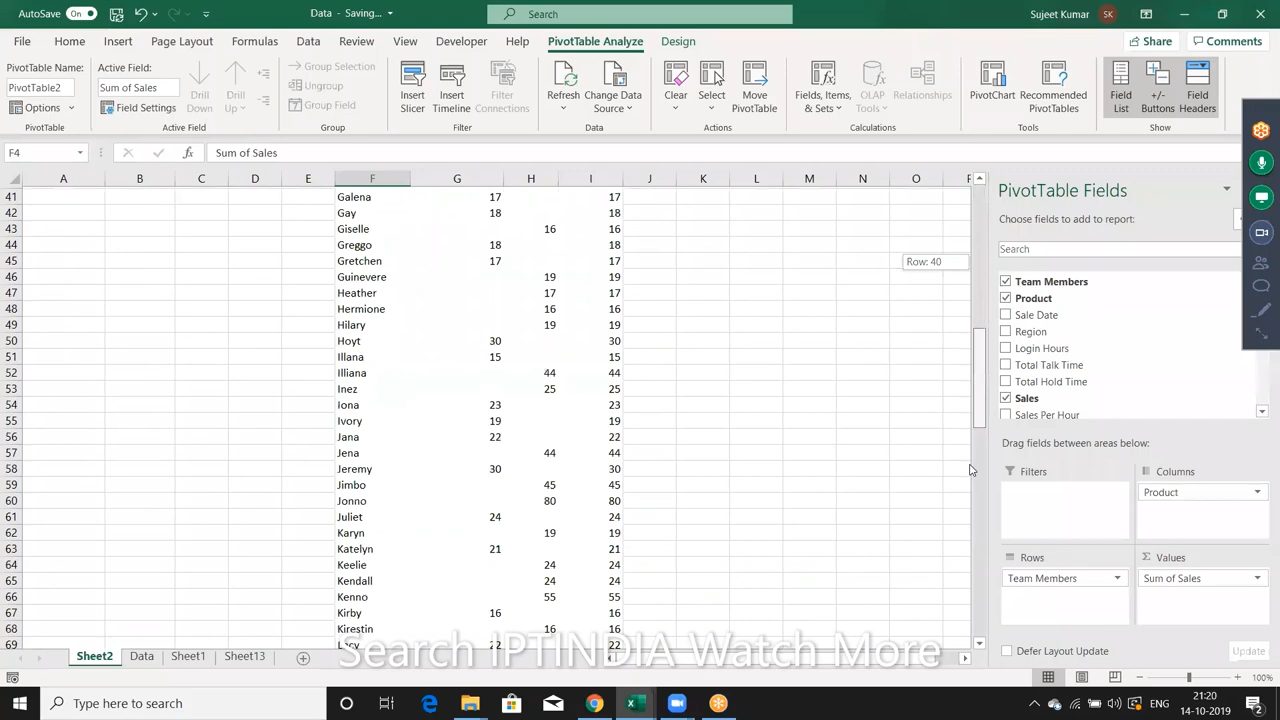 AutoSave On Data - Saving... Search Sujeet Kumar SK
File Home Insert Page Layout Formulas Data Review View Developer Help PivotTable Analyze Design Share Comments
PivotTable Name: Active Field:
PivotTable2 Sum of Sales
Options Field Settings
Drill Down Drill Up
Group Selection
Ungroup
Group Field
Insert Slicer Insert Timeline Filter Connections
Refresh Change Data Source
Clear Select Move PivotTable
Fields, Items, & Sets OLAP Tools Relationships
PivotChart Recommended PivotTables
Field List +/- Buttons Field Headers
PivotTable Active Field Group Filter Data Actions Calculations Tools Show
F4 fx Sum of Sales
A B C D E F G H I J K L M N O
41 Galena 17 17
42 Gay 18 18
43 Giselle 16 16
44 Greggo 18 18
45 Gretchen 17 17
46 Guinevere 19 19
47 Heather 17 17
48 Hermione 16 16
49 Hilary 19 19
50 Hoyt 30 30
51 Illana 15 15
52 Illiana 44 44
53 Inez 25 25
54 Iona 23 23
55 Ivory 19 19
56 Jana 22 22
57 Jena 44 44
58 Jeremy 30 30
59 Jimbo 45 45
60 Jonno 80 80
61 Juliet 24 24
62 Karyn 19 19
63 Katelyn 21 21
64 Keelie 24 24
65 Kendall 24 24
66 Kenno 55 55
67 Kirby 16 16
68 Kirestin 16 16
69 Lacy 22 22
Row: 40
PivotTable Fields
Choose fields to add to report:
Search
Team Members
Product
Sale Date
Region
Login Hours
Total Talk Time
Total Hold Time
Sales
Sales Per Hour
Drag fields between areas below:
Filters Columns
Product
Rows Values
Team Members Sum of Sales
Defer Layout Update Update
Search IPTINDIA Watch More
Sheet2 Data Sheet1 Sheet13
100%
Type here to search
ENG 21:20
14-10-2019 2